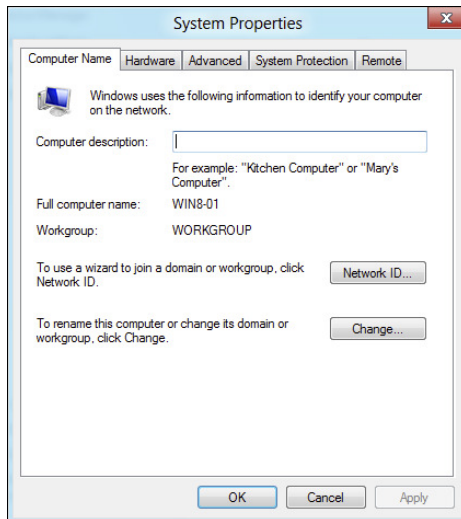 System Properties
x
Computer Name Hardware Advanced System Protection Remote
Windows uses the following information to identify your computer
on the network.
Computer description:
For example: "Kitchen Computer" or "Mary's
Computer".
Full computer name: WIN8-01
Workgroup: WORKGROUP
To use a wizard to join a domain or workgroup, click
Network ID.
Network ID...
To rename this computer or change its domain or
workgroup, click Change.
Change...
OK Cancel Apply